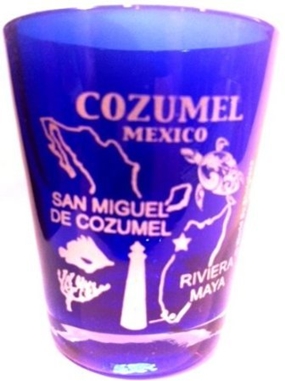 COZUMEL
MEXICO
SAN MIGUEL
DE COZUMEL
RIVIERA
MAYA